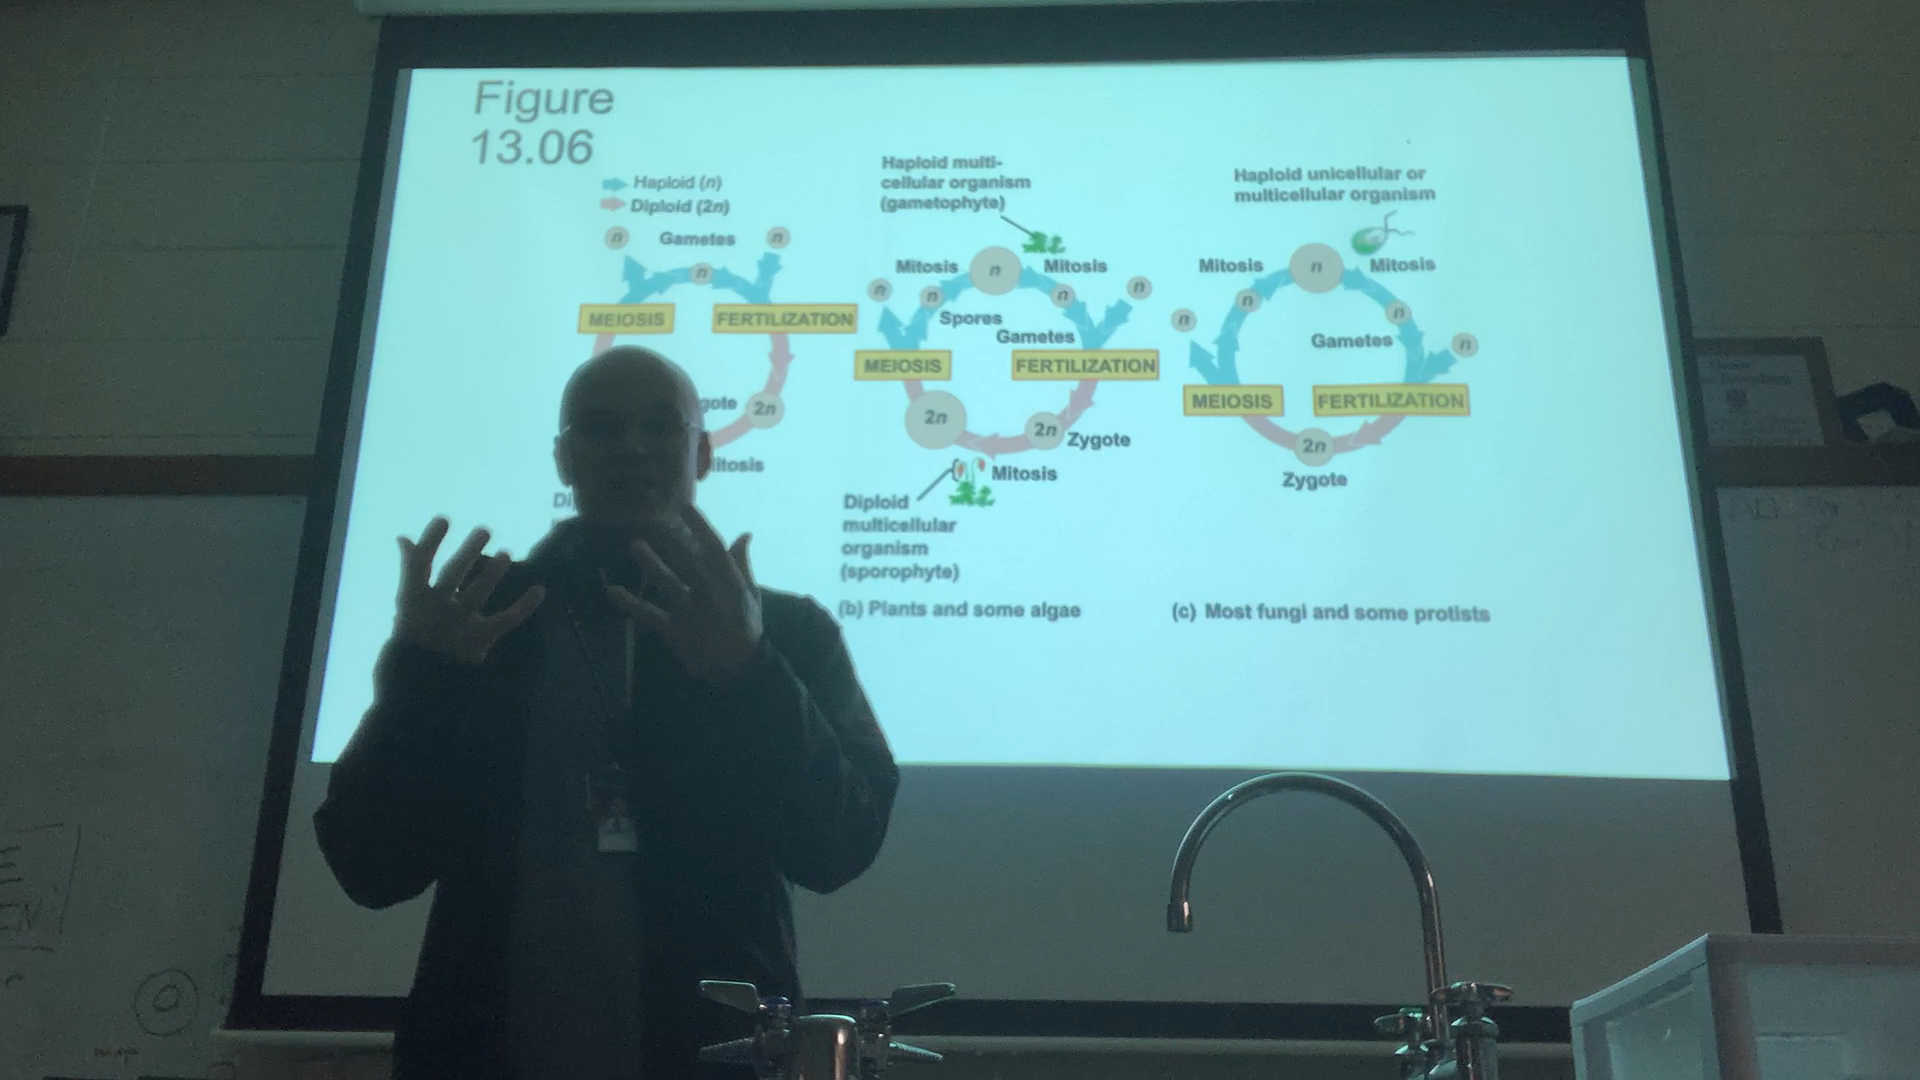 Figure
13.06
Haploid (n)
Diploid (2n)
n
Gametes
n
n
MEIOSIS
FERTILIZATION
gote
2n
litosis
Di
Haploid multi-
cellular organism
(gametophyte)
Mitosis
n
Mitosis
n
n
n
n
Spores
Gametes
MEIOSIS
FERTILIZATION
2n
2n
Zygote
Mitosis
Diploid
multicellular
organism
(sporophyte)
(b) Plants and some algae
Haploid unicellular or
multicellular organism
Mitosis
n
Mitosis
n
n
n
Gametes
n
MEIOSIS
FERTILIZATION
2n
Zygote
(c) Most fungi and some protists